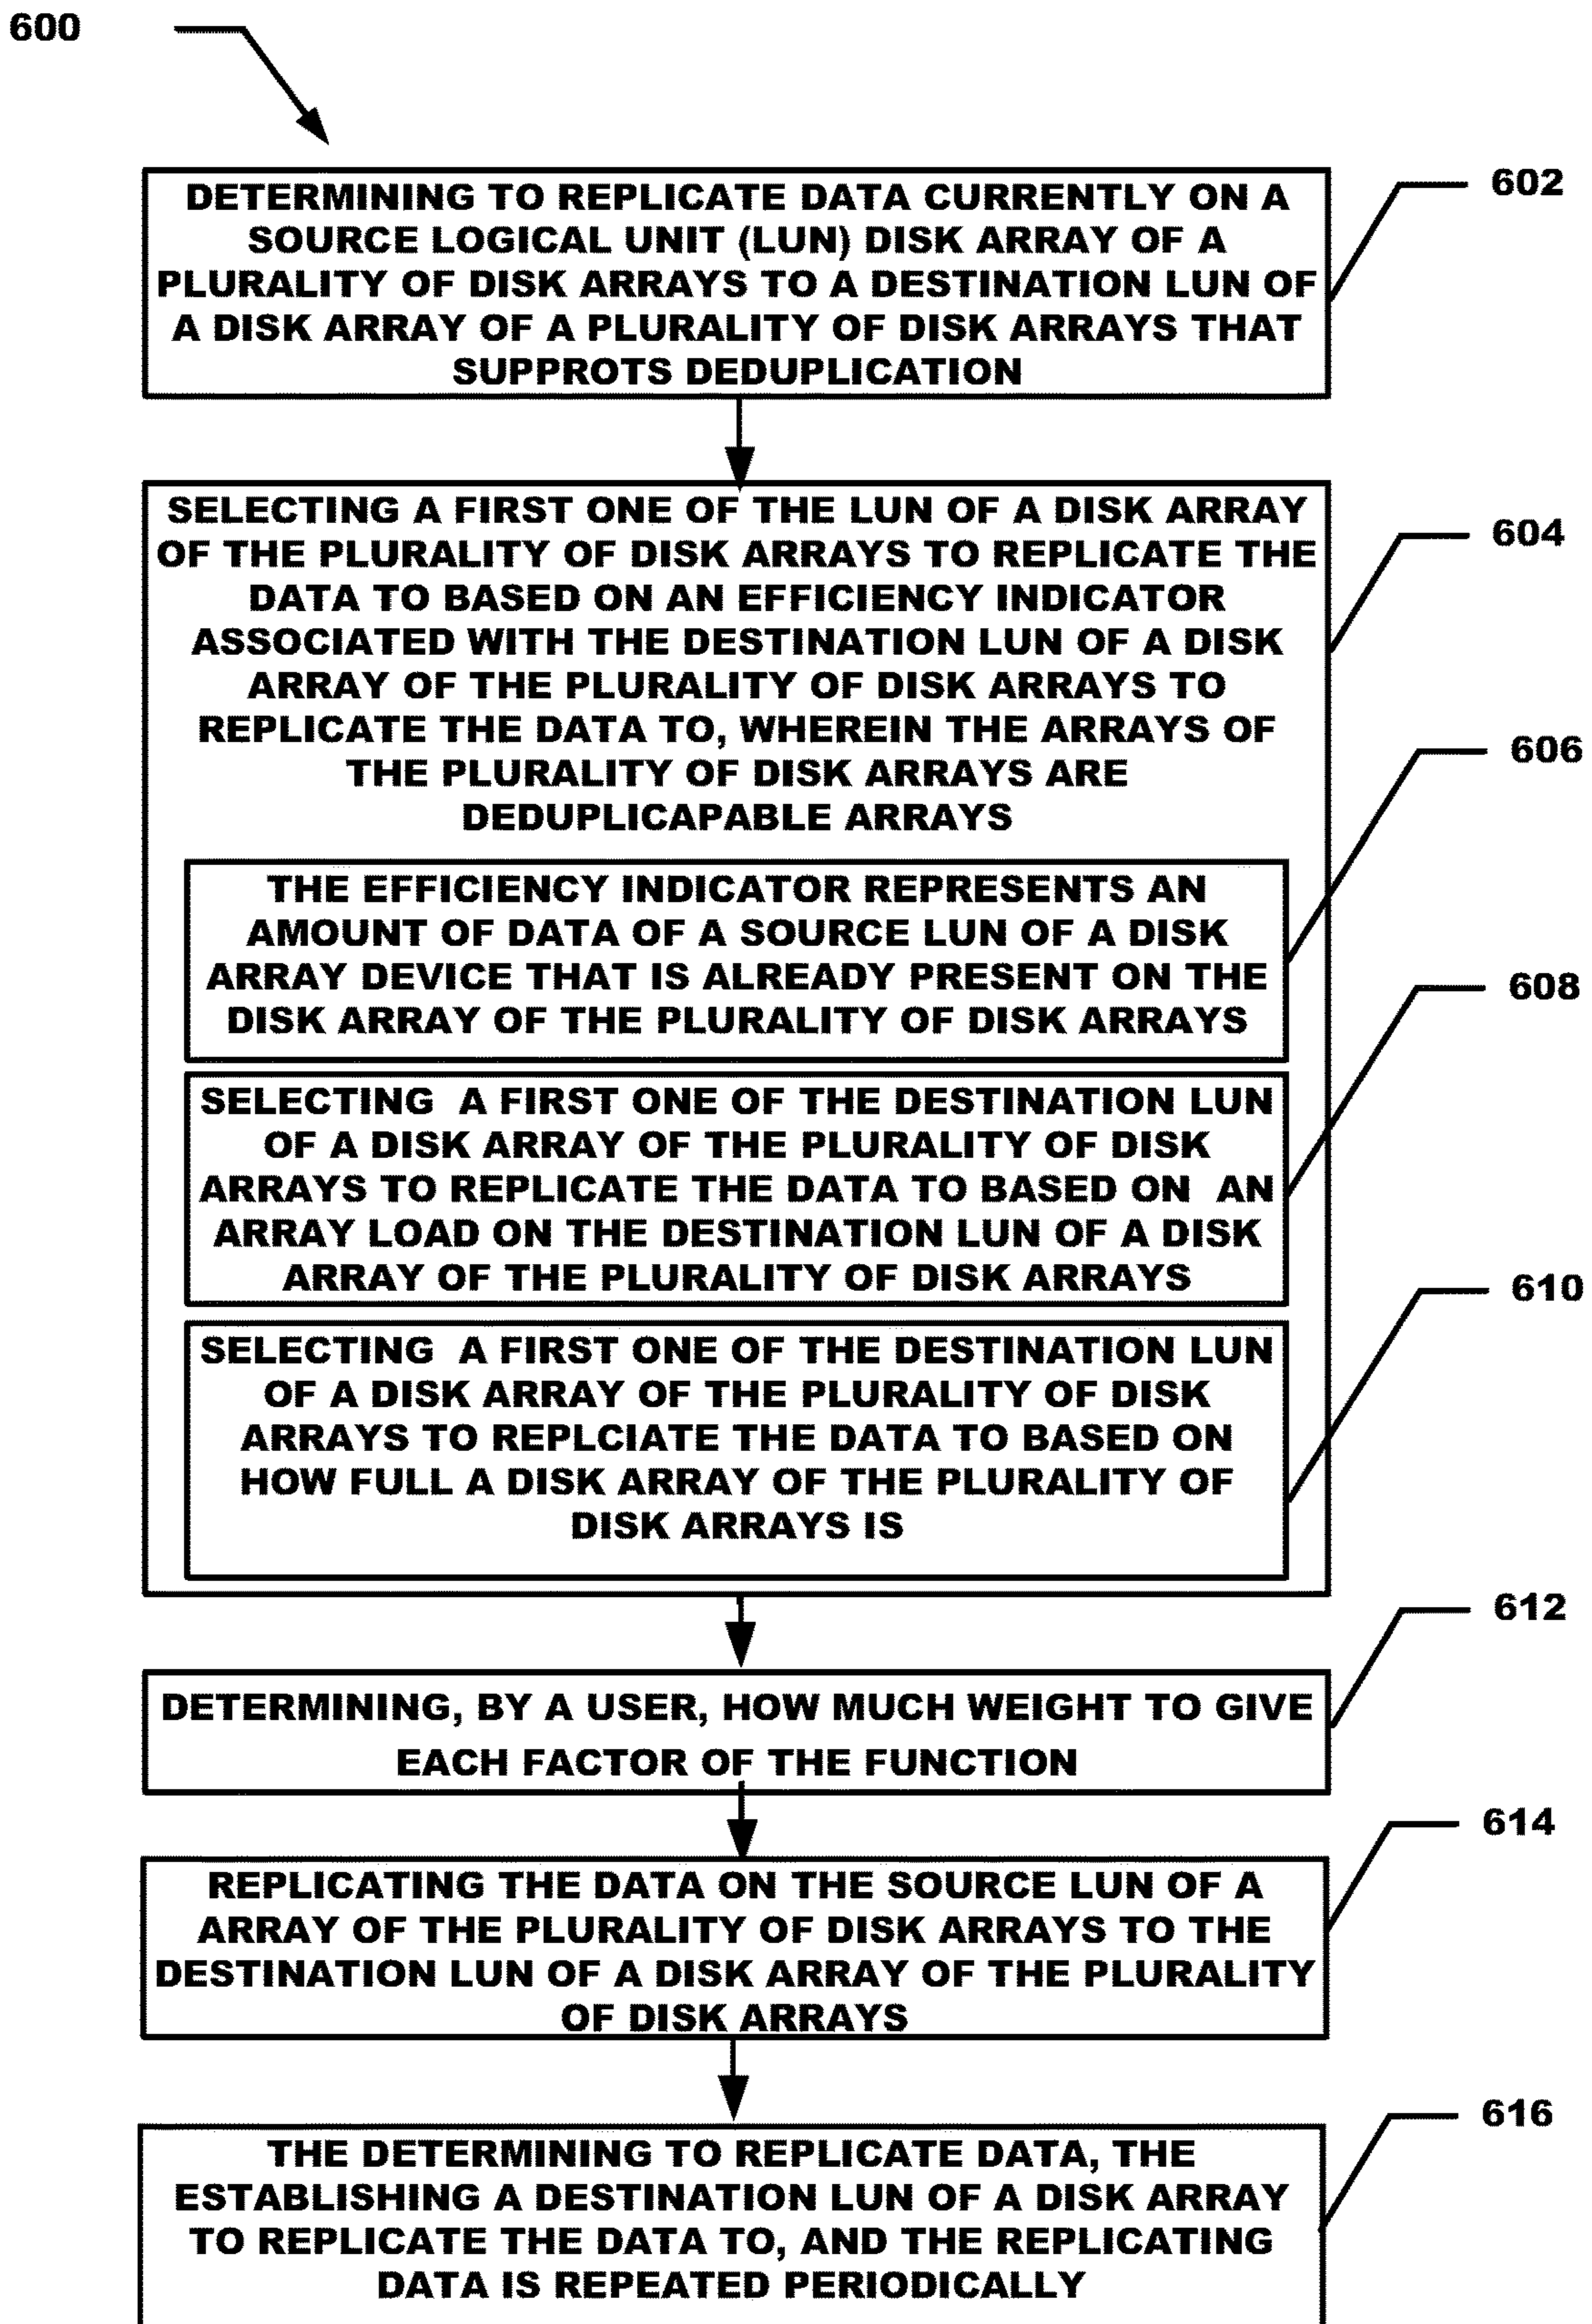 600
DETERMINING TO REPLICATE DATA CURRENTLY ON A
SOURCE LOGICAL UNIT (LUN) DISK ARRAY OF A
PLURALITY OF DISK ARRAYS TO A DESTINATION LUN OF
A DISK ARRAY OF A PLURALITY OF DISK ARRAYS THAT
SUPPROTS DEDUPLICATION
602
SELECTING A FIRST ONE OF THE LUN OF A DISK ARRAY
OF THE PLURALITY OF DISK ARRAYS TO REPLICATE THE
DATA TO BASED ON AN EFFICIENCY INDICATOR
ASSOCIATED WITH THE DESTINATION LUN OF A DISK
ARRAY OF THE PLURALITY OF DISK ARRAYS TO
REPLICATE THE DATA TO, WHEREIN THE ARRAYS OF
THE PLURALITY OF DISK ARRAYS ARE
DEDUPLICAPABLE ARRAYS
604
THE EFFICIENCY INDICATOR REPRESENTS AN
AMOUNT OF DATA OF A SOURCE LUN OF A DISK
ARRAY DEVICE THAT IS ALREADY PRESENT ON THE
DISK ARRAY OF THE PLURALITY OF DISK ARRAYS
606
SELECTING A FIRST ONE OF THE DESTINATION LUN
OF A DISK ARRAY OF THE PLURALITY OF DISK
ARRAYS TO REPLICATE THE DATA TO BASED ON AN
ARRAY LOAD ON THE DESTINATION LUN OF A DISK
ARRAY OF THE PLURALITY OF DISK ARRAYS
608
SELECTING A FIRST ONE OF THE DESTINATION LUN
OF A DISK ARRAY OF THE PLURALITY OF DISK
ARRAYS TO REPLCIATE THE DATA TO BASED ON
HOW FULL A DISK ARRAY OF THE PLURALITY OF
DISK ARRAYS IS
610
DETERMINING, BY A USER, HOW MUCH WEIGHT TO GIVE
EACH FACTOR OF THE FUNCTION
612
REPLICATING THE DATA ON THE SOURCE LUN OF A
ARRAY OF THE PLURALITY OF DISK ARRAYS TO THE
DESTINATION LUN OF A DISK ARRAY OF THE PLURALITY
OF DISK ARRAYS
614
THE DETERMINING TO REPLICATE DATA, THE
ESTABLISHING A DESTINATION LUN OF A DISK ARRAY
TO REPLICATE THE DATA TO, AND THE REPLICATING
DATA IS REPEATED PERIODICALLY
616